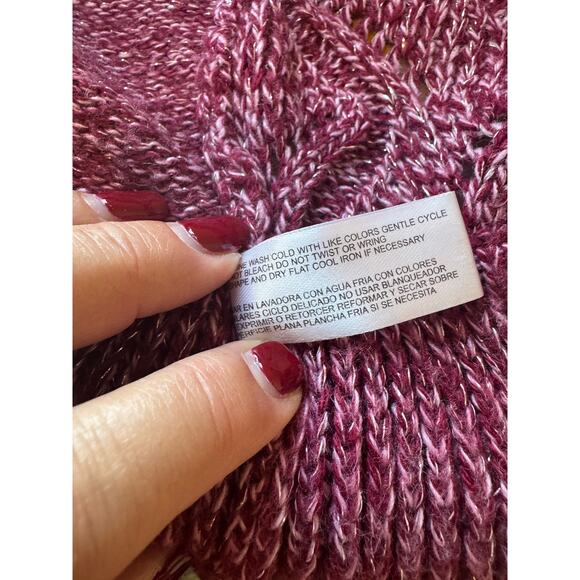 WASH COLD WITH LIKE COLORS GENTLE CYCLE
BLEACH DO NOT TWIST OR WRING
AND DRY FLAT COOL IRON IF NECESSARY
EN LAVADORA CON AGUA FRIA CON COLORES
CICLO DELICADO NO USAR BLANQUEADOR
EXPRIMIR O RETORCER REFORMAR Y SECAR SOBRE
PLANA PLANCHA FRIA SI SE NECESITA